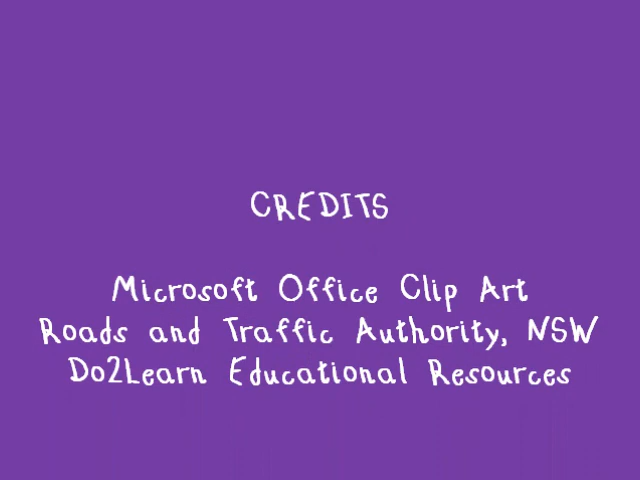 CREDITS
Microsoft Office Clip Art
Roads and Traffic Authority, NSW
Do2Learn Educational Resources